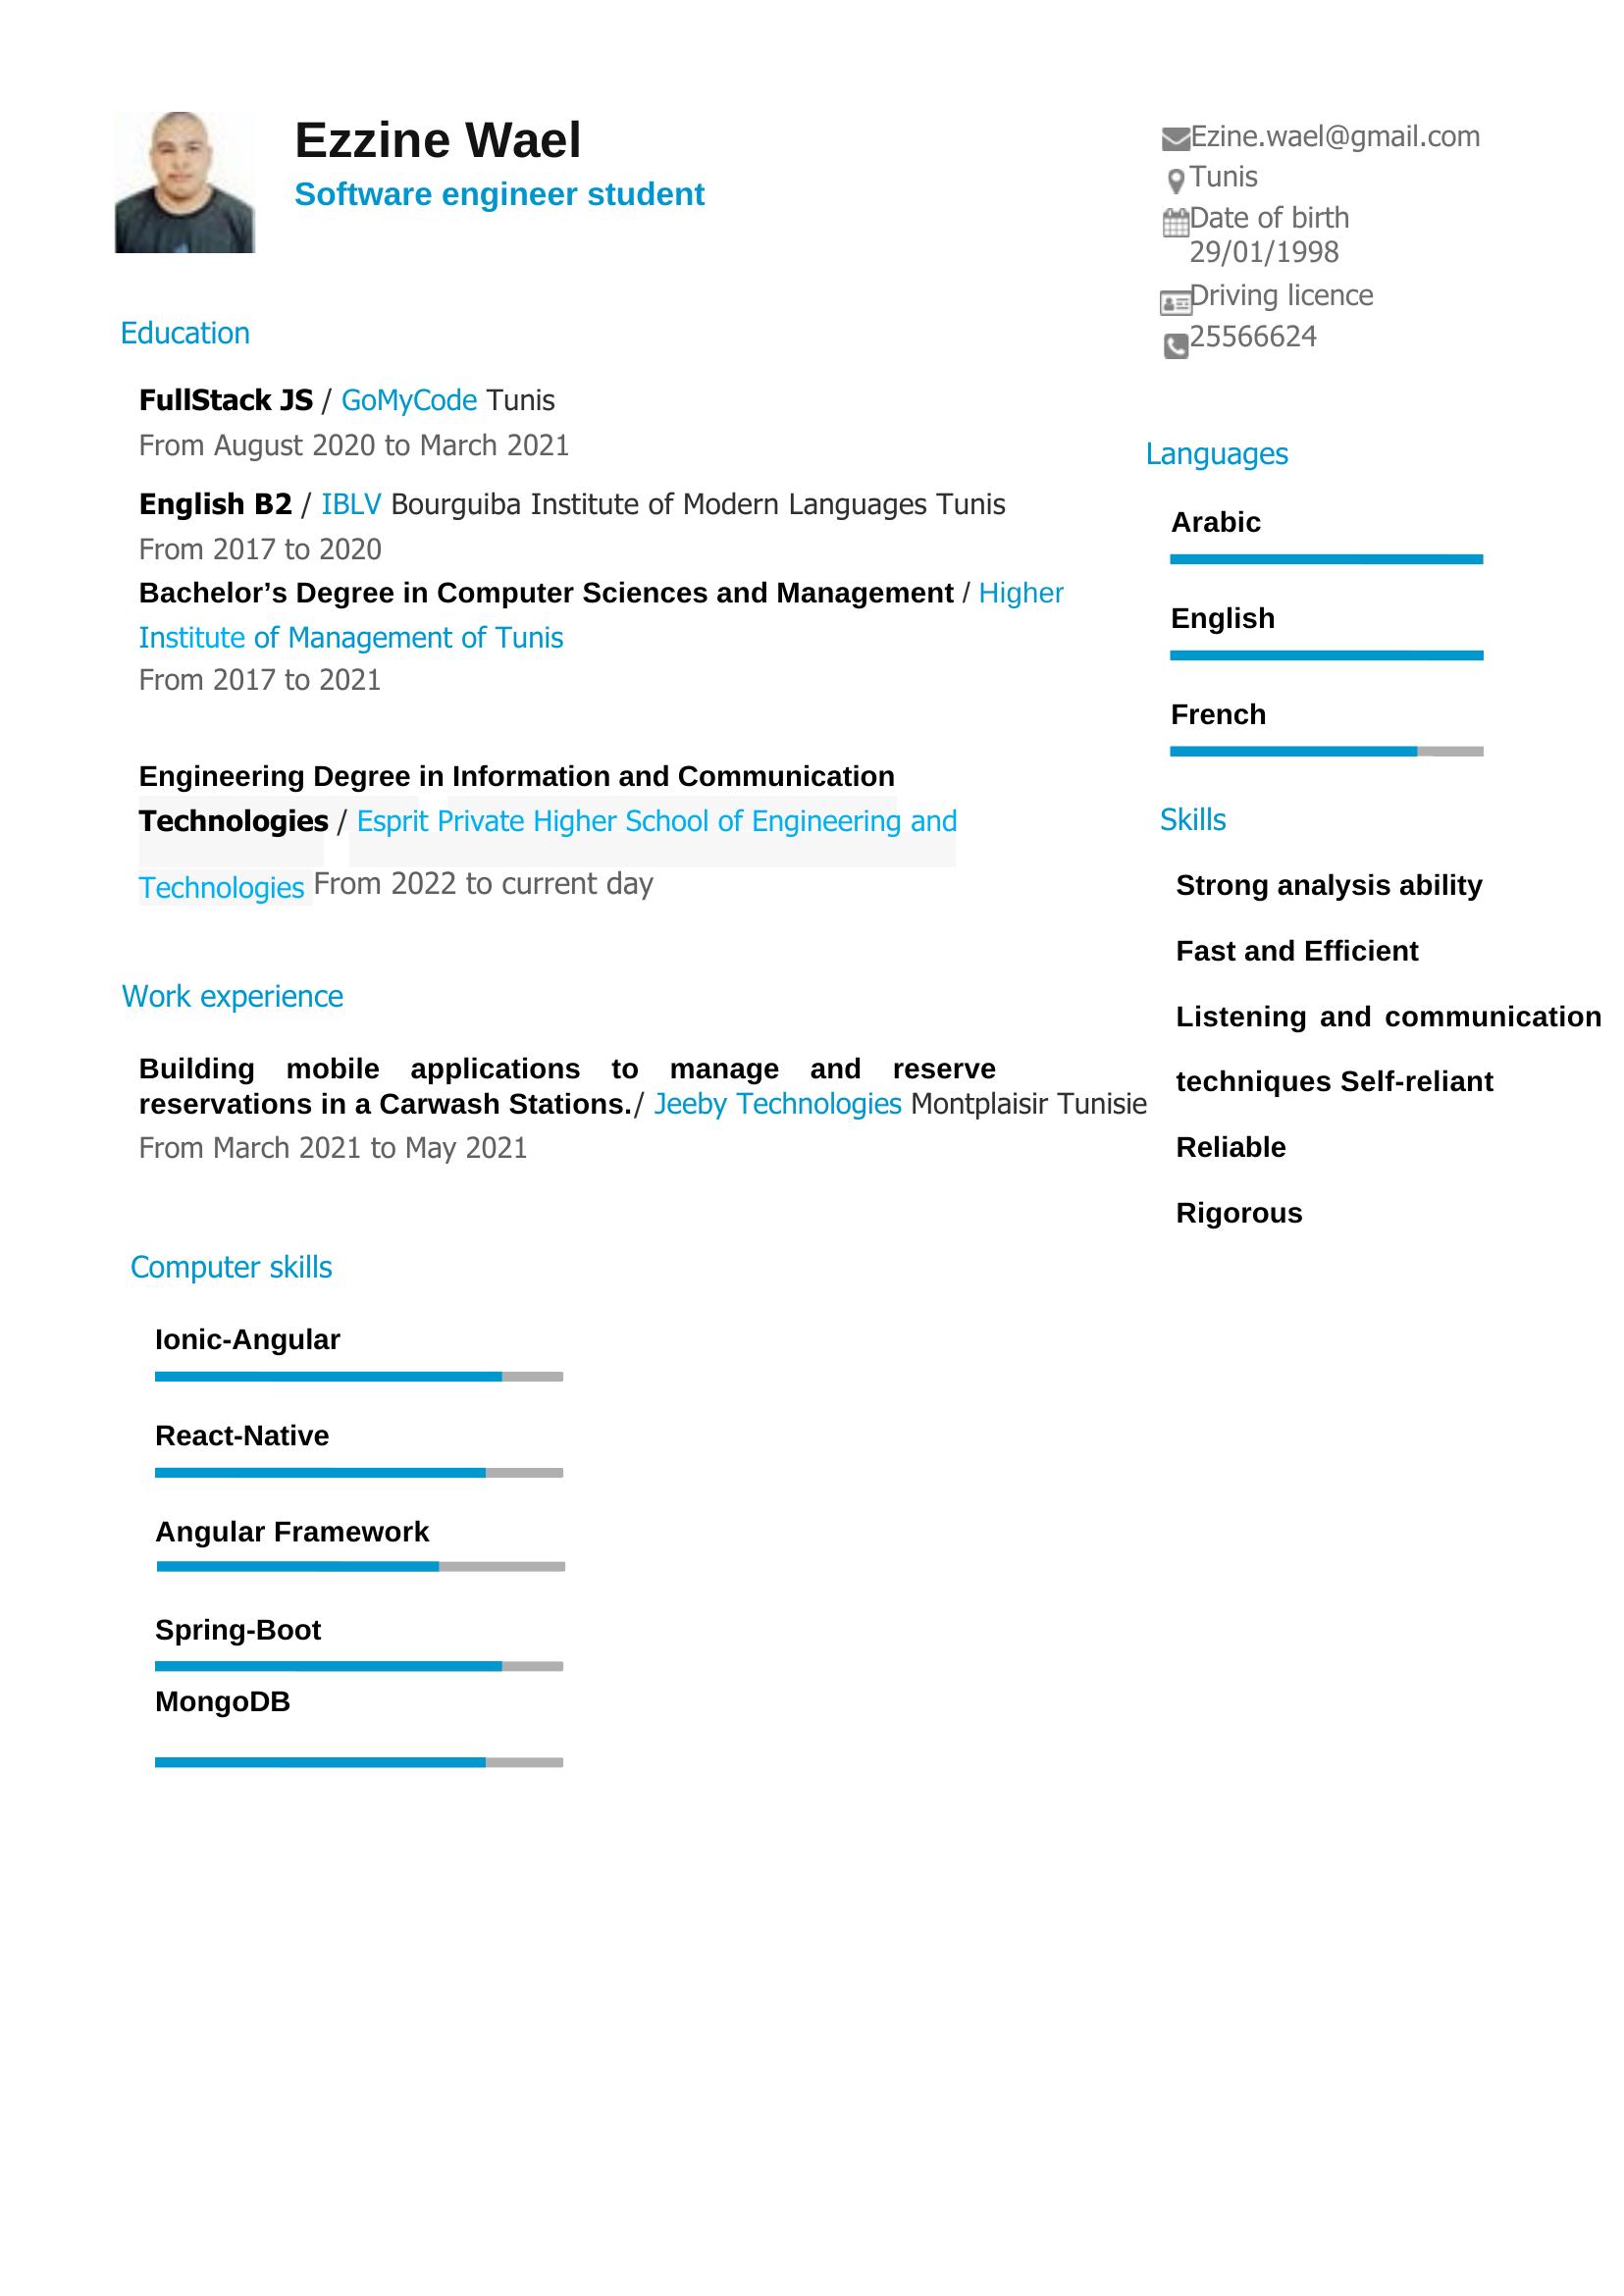 Ezzine Wael
Software engineer student
Ezine.wael@gmail.com
Tunis
Date of birth
29/01/1998
Driving licence
25566624
Education
FullStack JS / GoMyCode Tunis
From August 2020 to March 2021
English B2 / IBLV Bourguiba Institute of Modern Languages Tunis
From 2017 to 2020
Bachelor’s Degree in Computer Sciences and Management / Higher
Institute of Management of Tunis
From 2017 to 2021
Engineering Degree in Information and Communication
Technologies / Esprit Private Higher School of Engineering and
Technologies From 2022 to current day
Work experience
Building mobile applications to manage and reserve
reservations in a Carwash Stations./ Jeeby Technologies Montplaisir Tunisie
From March 2021 to May 2021
Computer skills
Ionic-Angular
React-Native
Angular Framework
Spring-Boot
MongoDB
Languages
Arabic
English
French
Skills
Strong analysis ability
Fast and Efficient
Listening and communication
techniques Self-reliant
Reliable
Rigorous